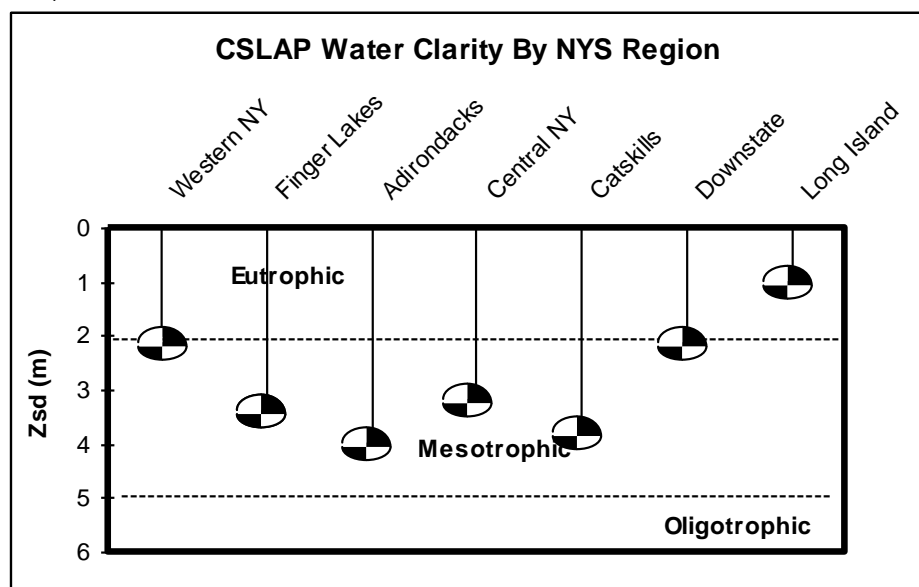 CSLAP Water Clarity By NYS Region
Western NY
Finger Lakes
Adirondacks
Central NY
Catskills
Downstate
Long Island
Zsd (m)
0
1
2
3
4
5
6
Eutrophic
Mesotrophic
Oligotrophic